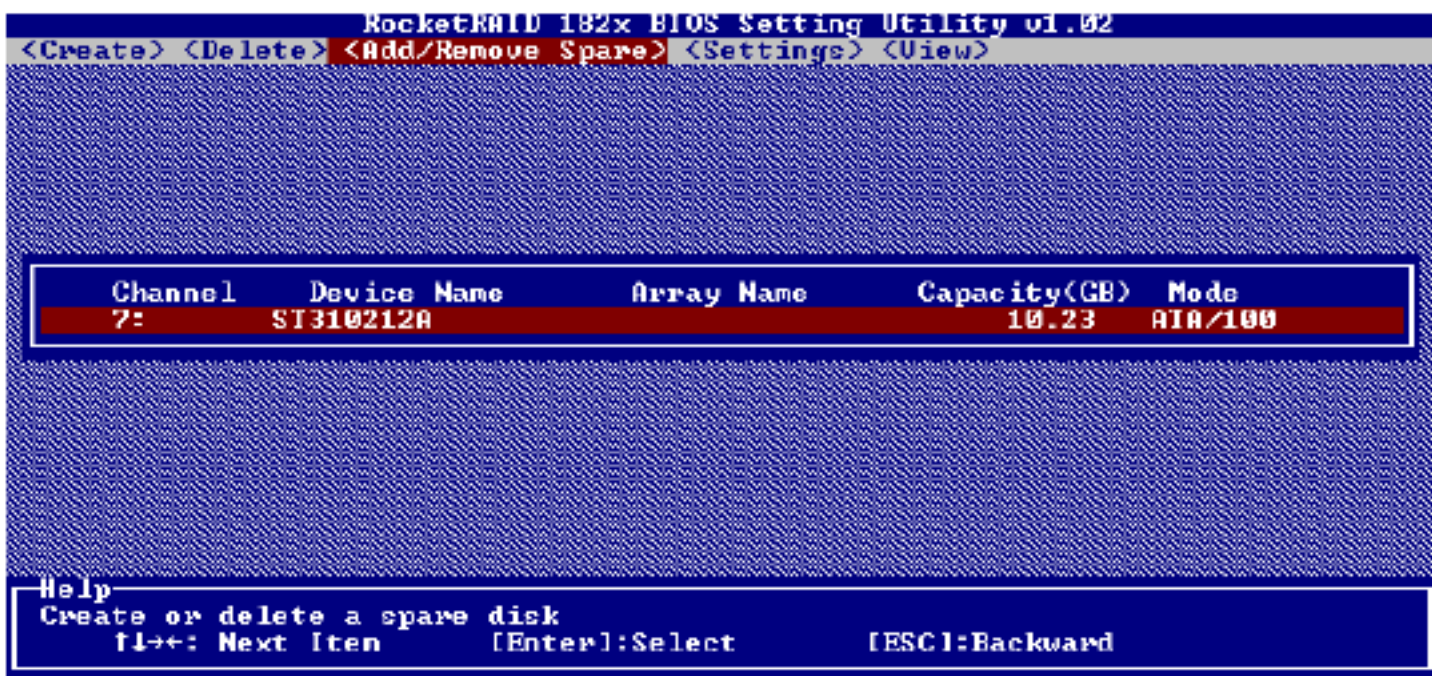 RocketRAID 182x BIOS Setting Utility v1.02
<Create> <Delete> <Add/Remove Spare> <Settings> <View>
Channel Device Name Array Name Capacity(GB) Mode
7: ST310212A 10.23 ATA/100
Help
Create or delete a spare disk
↑↓→←: Next Item [Enter]:Select [ESC]:Backward